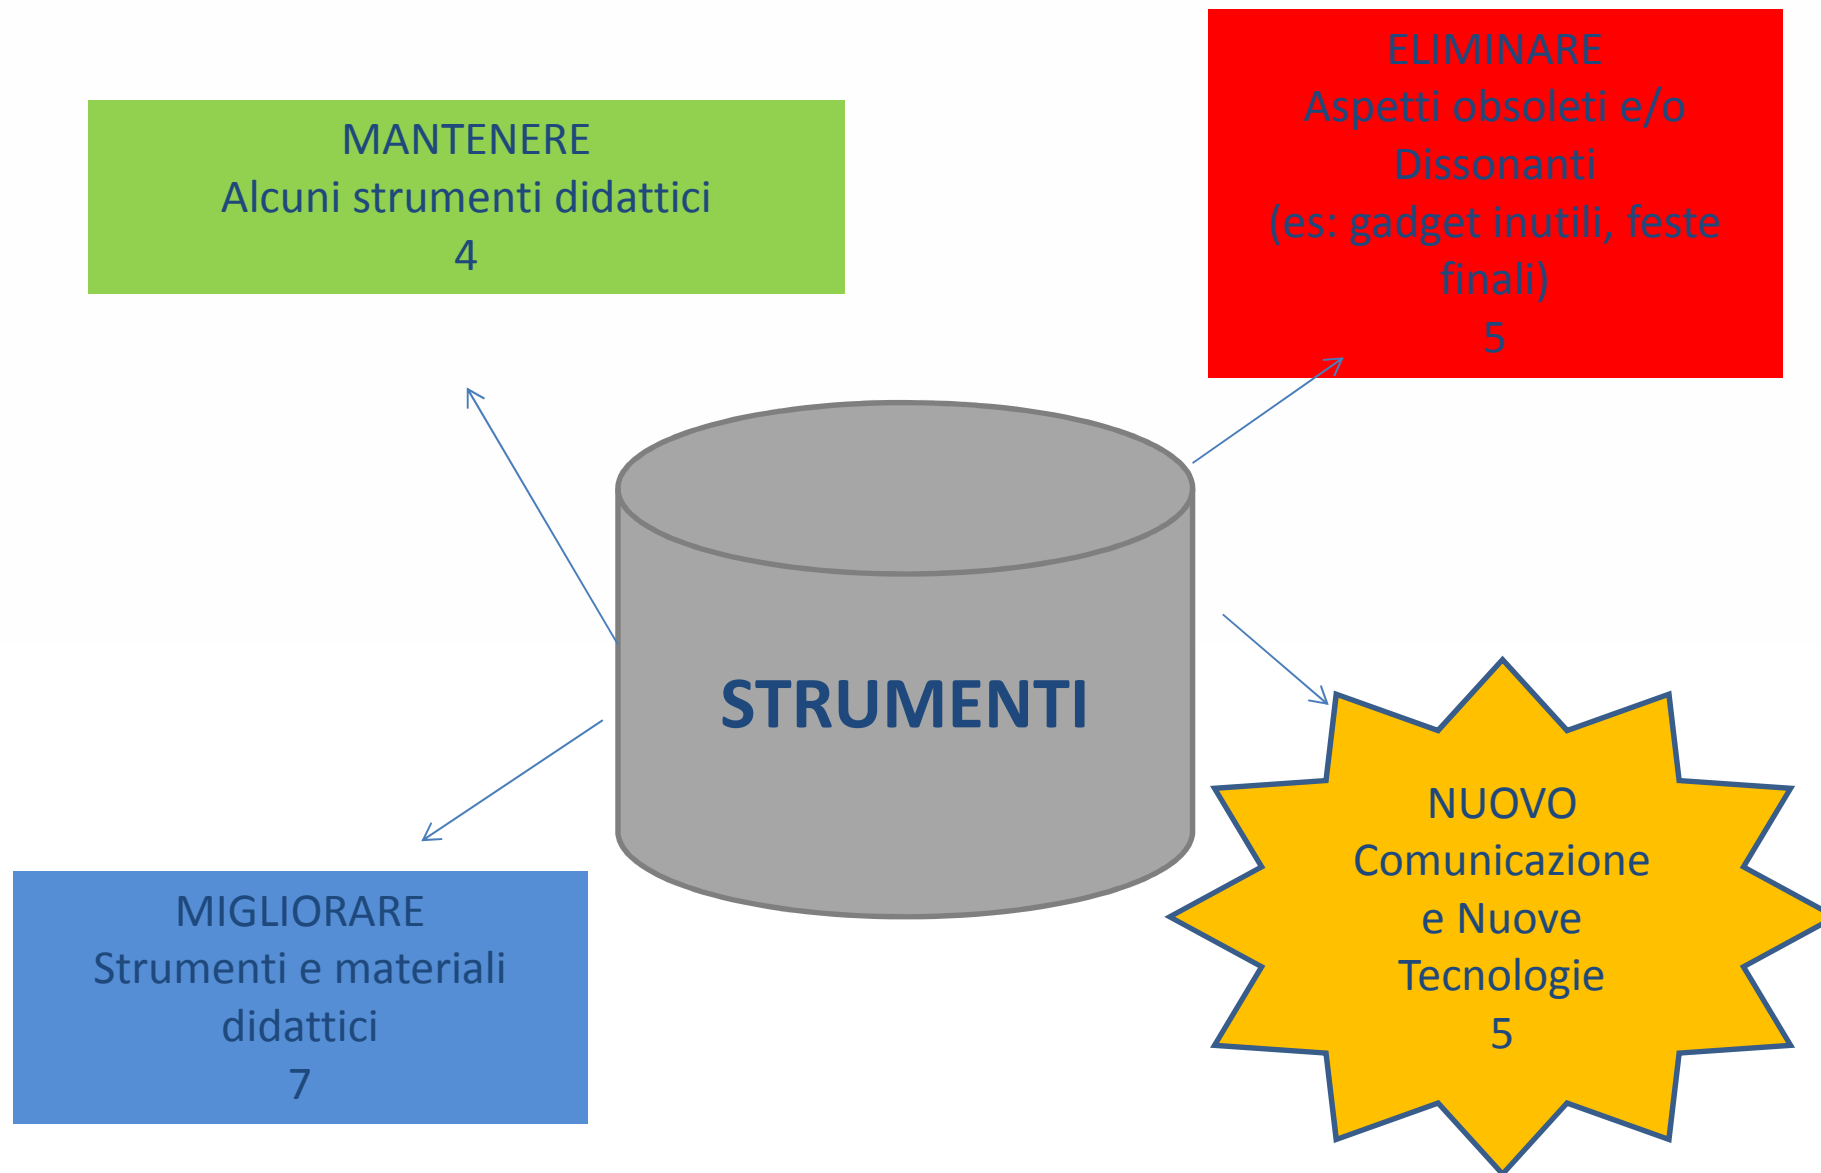 MANTENERE
Alcuni strumenti didattici
4
ELIMINARE
Aspetti obsoleti e/o
Dissonanti
(es: gadget inutili, feste
finali)
5
STRUMENTI
MIGLIORARE
Strumenti e materiali
didattici
7
NUOVO
Comunicazione
e Nuove
Tecnologie
5